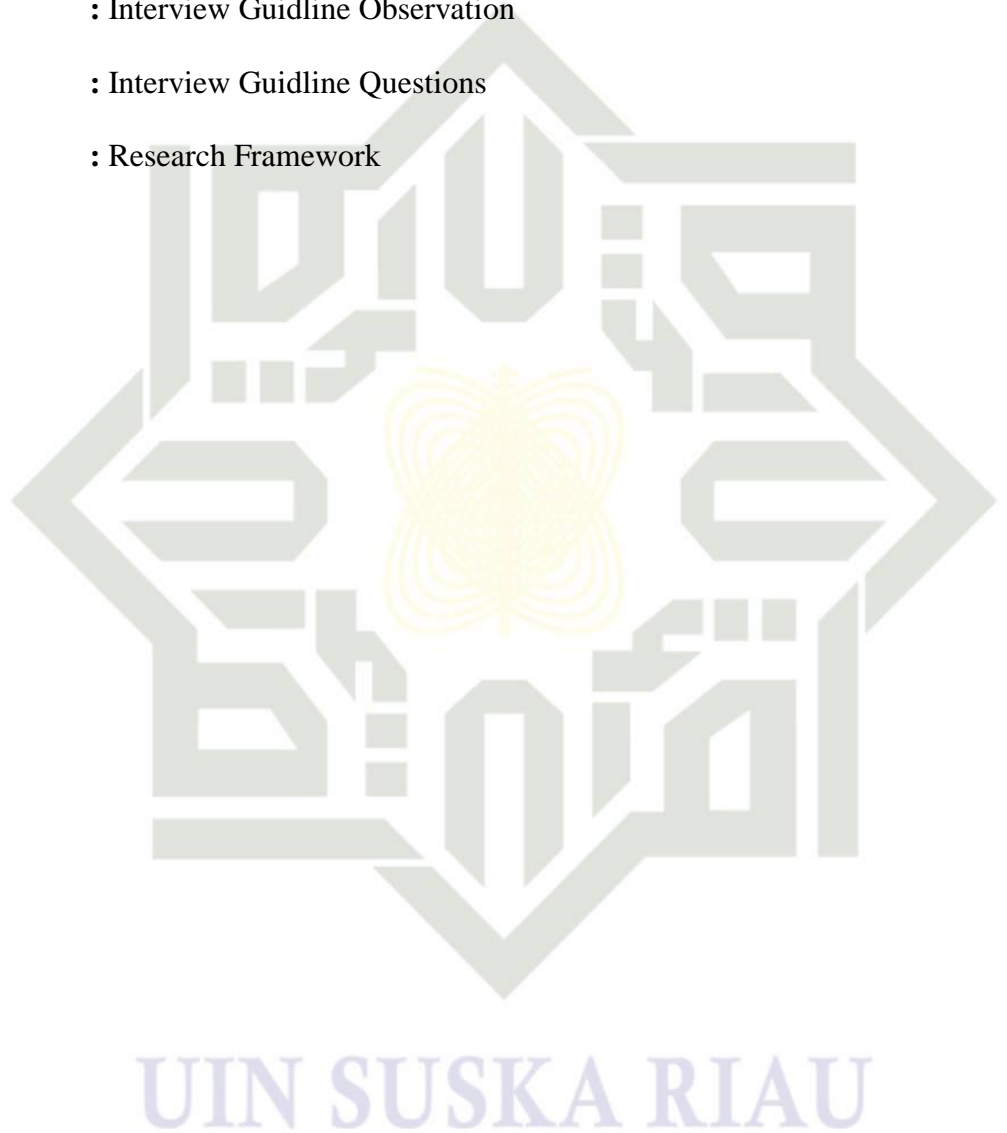 : Interview Guidline Observation
: Interview Guidline Questions
: Research Framework
UIN SUSKA RIAU